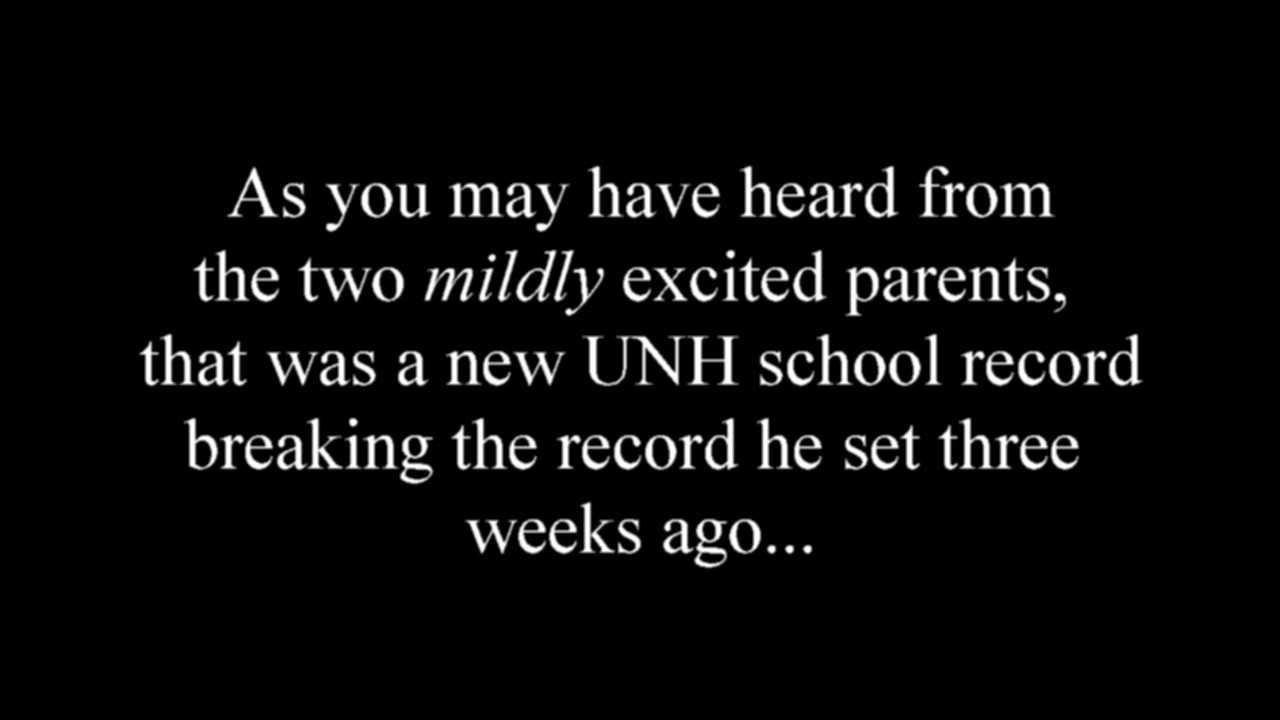 As you may have heard from
the two mildly excited parents,
that was a new UNH school record
breaking the record he set three
weeks ago...